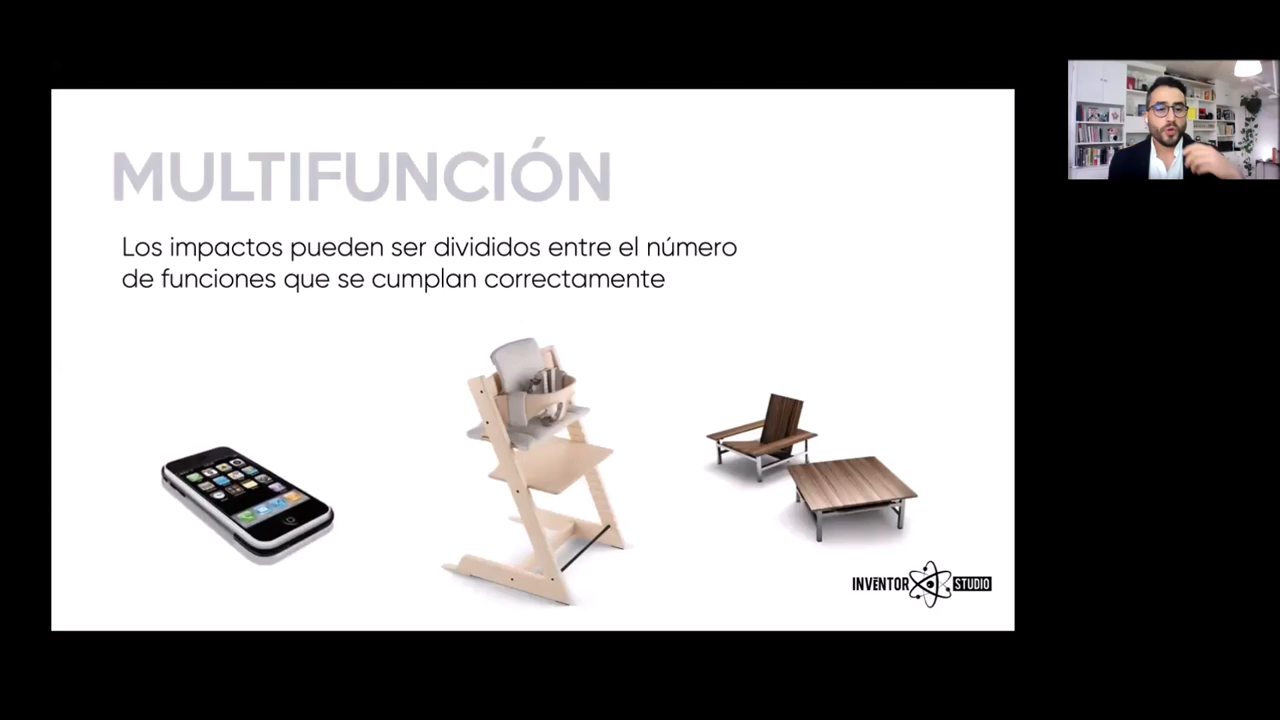 MULTIFUNCIÓN
Los impactos pueden ser divididos entre el número
de funciones que se cumplan correctamente
INVENTOR STUDIO